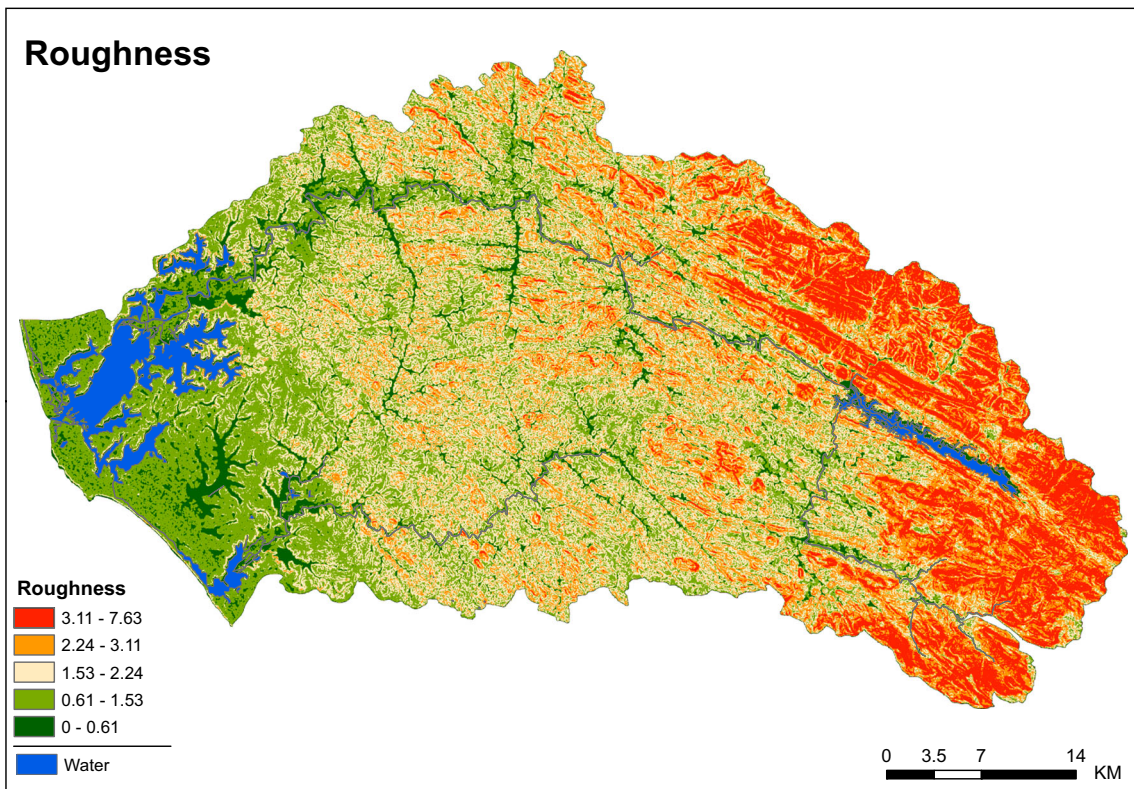 Roughness
Roughness
3.11 - 7.63
2.24 - 3.11
1.53 - 2.24
0.61 - 1.53
0 - 0.61
Water
0 3.5 7 14
KM